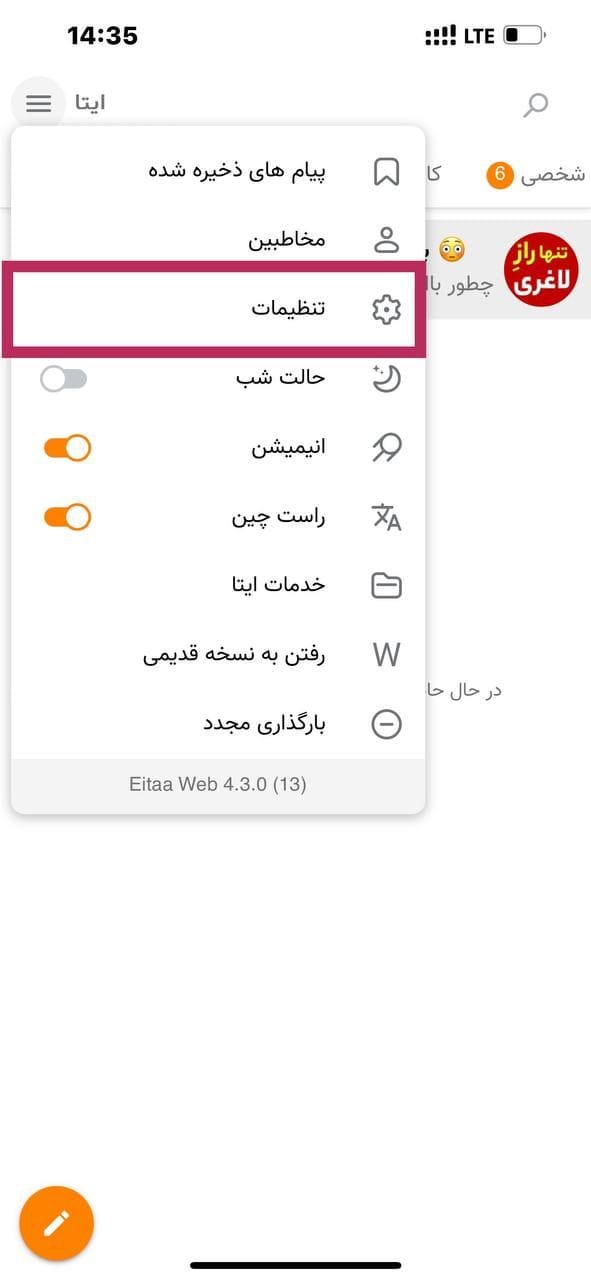 14:35
LTE
ایتا
شخصی 6 کا
تنها رازِ
لاغری
چطور بال
پیام های ذخیره شده
مخاطبین
تنظیمات
حالت شب
انیمیشن
راست چین
خدمات ایتا
رفتن به نسخه قدیمی
بارگذاری مجدد
Eitaa Web 4.3.0 (13)
در حال حا